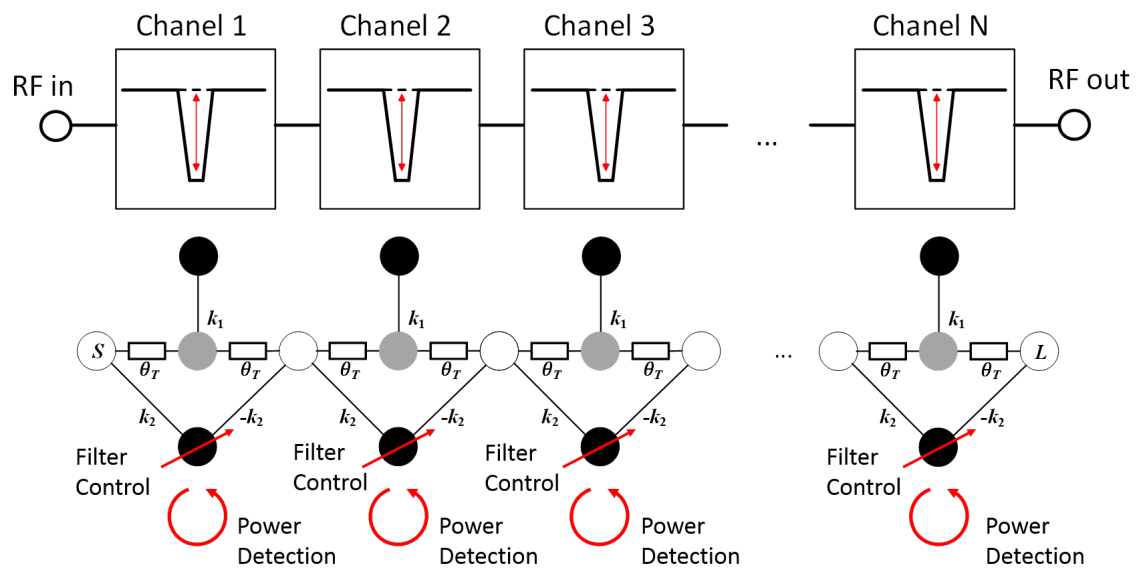 Chanel 1
Chanel 2
Chanel 3
Chanel N
RF in
RF out
...
k1
k1
k1
k1
S
θT
θT
θT
θT
θT
θT
...
θT
θT
L
k2
-k2
k2
-k2
k2
-k2
k2
-k2
Filter
Control
Filter
Control
Filter
Control
Filter
Control
Power
Detection
Power
Detection
Power
Detection
Power
Detection